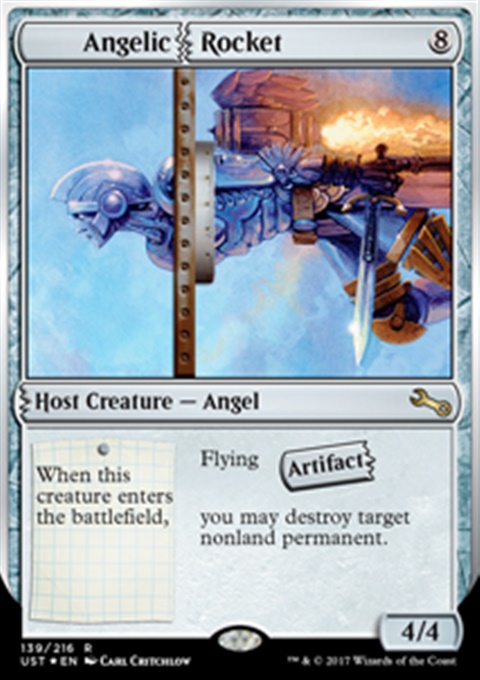 Angelic Rocket 8
Host Creature — Angel
When this
creature enters
the battlefield,
Flying
Artifact
you may destroy target
nonland permanent.
4/4
139/216 R
UST ★ EN Carl Critchlow
™ & © 2017 Wizards of the Coast